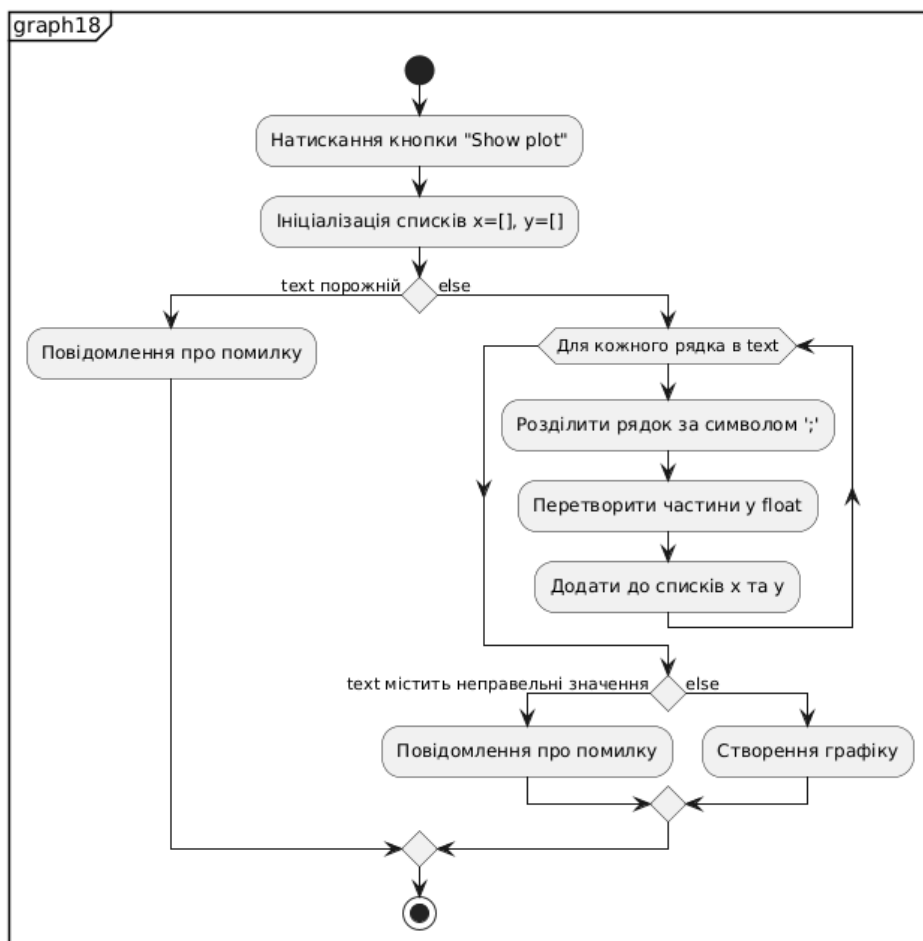 graph18
Натискання кнопки "Show plot"
Ініціалізація списків x=[], y=[]
text порожній
else
Повідомлення про помилку
Для кожного рядка в text
Розділити рядок за символом ';'
Перетворити частини у float
Додати до списків x та y
text містить неправельні значення
else
Повідомлення про помилку
Створення графіку